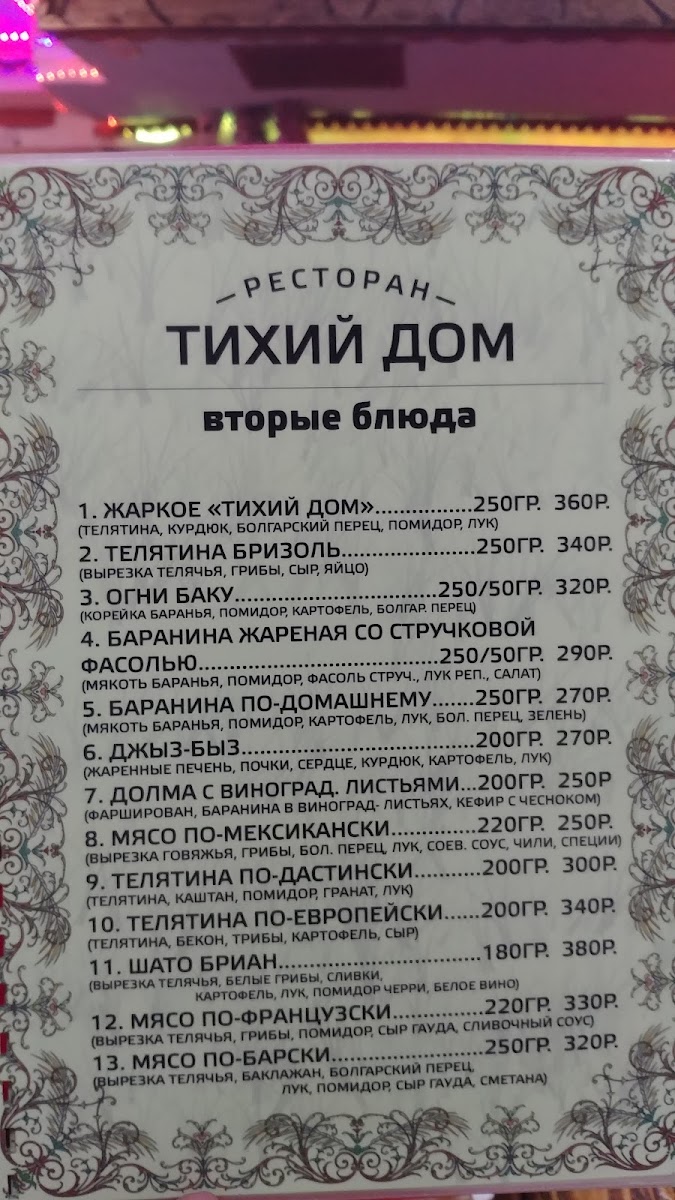 РЕСТОРАН
ТИХИЙ ДОМ
вторые блюда
1. ЖАРКОЕ «ТИХИЙ ДОМ»................250ГР. 360Р.
(ТЕЛЯТИНА, КУРДЮК, БОЛГАРСКИЙ ПЕРЕЦ, ПОМИДОР, ЛУК)
2. ТЕЛЯТИНА БРИЗОЛЬ......................250ГР. 340Р.
(ВЫРЕЗКА ТЕЛЯЧЬЯ, ГРИБЫ, СЫР, ЯЙЦО)
3. ОГНИ БАКУ..................................250/50ГР. 320Р.
(КОРЕЙКА БАРАНЬЯ, ПОМИДОР, КАРТОФЕЛЬ, БОЛГАР. ПЕРЕЦ)
4. БАРАНИНА ЖАРЕНАЯ СО СТРУЧКОВОЙ
ФАСОЛЬЮ........................................250/50ГР. 290Р.
(МЯКОТЬ БАРАНЬЯ, ПОМИДОР, ФАСОЛЬ СТРУЧ., ЛУК РЕП., САЛАТ)
5. БАРАНИНА ПО-ДОМАШНЕМУ.......250ГР. 270Р.
(МЯКОТЬ БАРАНЬЯ, ПОМИДОР, КАРТОФЕЛЬ, ЛУК, БОЛ. ПЕРЕЦ, ЗЕЛЕНЬ)
6. ДЖЫЗ-БЫЗ.......................................200ГР. 270Р.
(ЖАРЕННЫЕ ПЕЧЕНЬ, ПОЧКИ, СЕРДЦЕ, КУРДЮК, КАРТОФЕЛЬ, ЛУК)
7. ДОЛМА С ВИНОГРАД. ЛИСТЬЯМИ...200ГР. 250Р
(ФАРШИРОВАН, БАРАНИНА В ВИНОГРАД- ЛИСТЬЯХ, КЕФИР С ЧЕСНОКОМ)
8. МЯСО ПО-МЕКСИКАНСКИ..............220ГР. 250Р.
(ВЫРЕЗКА ГОВЯЖЬЯ, ГРИБЫ, БОЛ. ПЕРЕЦ, ЛУК, СОЕВ. СОУС, ЧИЛИ, СПЕЦИИ)
9. ТЕЛЯТИНА ПО-ДАСТИНСКИ...........200ГР. 300Р.
(ТЕЛЯТИНА, КАШТАН, ПОМИДОР, ГРАНАТ, ЛУК)
10. ТЕЛЯТИНА ПО-ЕВРОПЕЙСКИ......200ГР. 340Р.
(ТЕЛЯТИНА, БЕКОН, ТРИБЫ, КАРТОФЕЛЬ, СЫР)
11. ШАТО БРИАН..................................180ГР. 380Р.
(ВЫРЕЗКА ТЕЛЯЧЬЯ, БЕЛЫЕ ГРИБЫ, СЛИВКИ,
КАРТОФЕЛЬ, ЛУК, ПОМИДОР ЧЕРРИ, БЕЛОЕ ВИНО)
12. МЯСО ПО-ФРАНЦУЗСКИ...............220ГР. 330Р.
(ВЫРЕЗКА ТЕЛЯЧЬЯ, ГРИБЫ, ПОМИДОР, СЫР ГАУДА, СЛИВОЧНЫЙ СОУС)
13. МЯСО ПО-БАРСКИ.........................250ГР. 320Р.
(ВЫРЕЗКА ТЕЛЯЧЬЯ, БАКЛАЖАН, БОЛГАРСКИЙ ПЕРЕЦ,
ЛУК, ПОМИДОР, СЫР ГАУДА, СМЕТАНА)